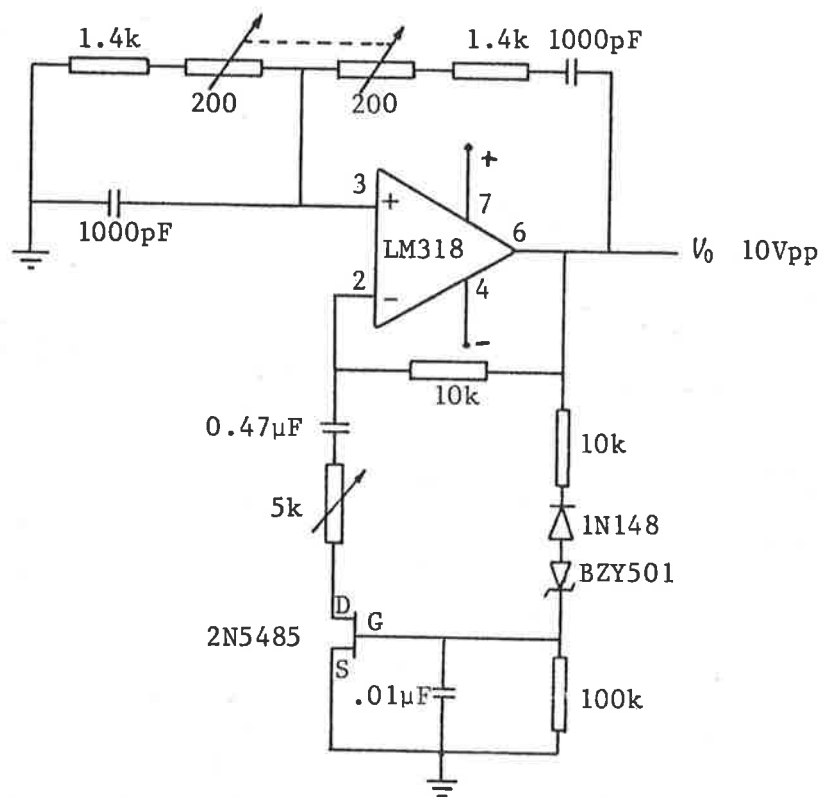 1.4k
1.4k 1000pF
200
200
+
3
+
7
6
1000pF
LM318
V₀ 10Vpp
2
-
4
-
10k
0.47µF
10k
5k
1N148
BZY501
D
G
2N5485
S
.01µF
100k